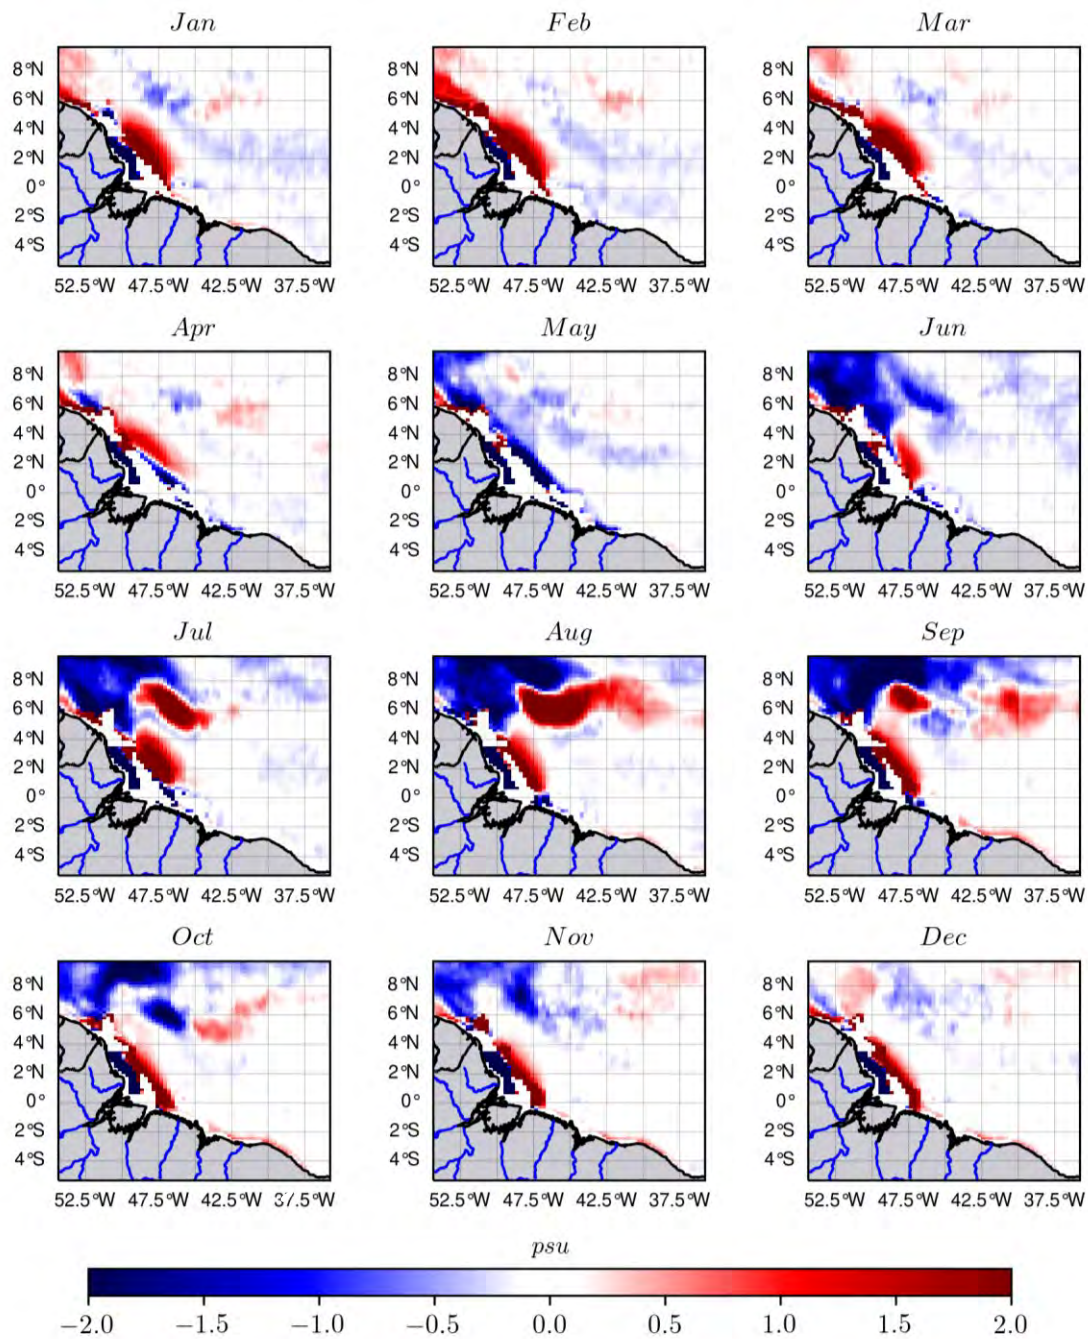 Jan Feb Mar
8°N 8°N 8°N
6°N 6°N 6°N
4°N 4°N 4°N
2°N 2°N 2°N
0° 0° 0°
2°S 2°S 2°S
4°S 4°S 4°S
52.5°W 47.5°W 42.5°W 37.5°W 52.5°W 47.5°W 42.5°W 37.5°W 52.5°W 47.5°W 42.5°W 37.5°W
Apr May Jun
8°N 8°N 8°N
6°N 6°N 6°N
4°N 4°N 4°N
2°N 2°N 2°N
0° 0° 0°
2°S 2°S 2°S
4°S 4°S 4°S
52.5°W 47.5°W 42.5°W 37.5°W 52.5°W 47.5°W 42.5°W 37.5°W 52.5°W 47.5°W 42.5°W 37.5°W
Jul Aug Sep
8°N 8°N 8°N
6°N 6°N 6°N
4°N 4°N 4°N
2°N 2°N 2°N
0° 0° 0°
2°S 2°S 2°S
4°S 4°S 4°S
52.5°W 47.5°W 42.5°W 37.5°W 52.5°W 47.5°W 42.5°W 37.5°W 52.5°W 47.5°W 42.5°W 37.5°W
Oct Nov Dec
8°N 8°N 8°N
6°N 6°N 6°N
4°N 4°N 4°N
2°N 2°N 2°N
0° 0° 0°
2°S 2°S 2°S
4°S 4°S 4°S
52.5°W 47.5°W 42.5°W 37.5°W 52.5°W 47.5°W 42.5°W 37.5°W 52.5°W 47.5°W 42.5°W 37.5°W
psu
−2.0 −1.5 −1.0 −0.5 0.0 0.5 1.0 1.5 2.0